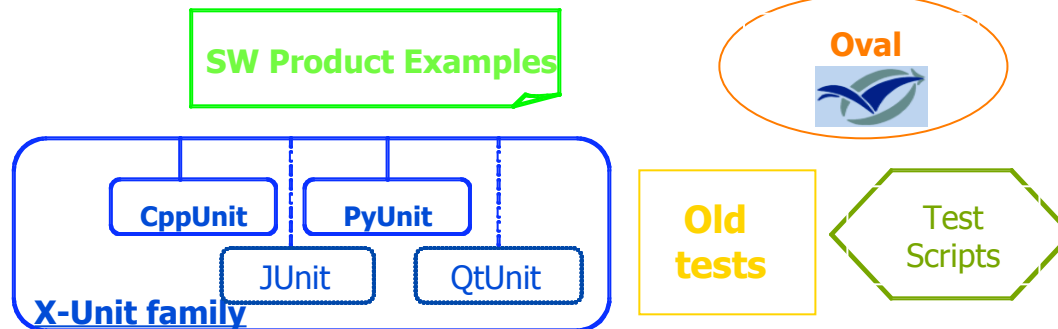 SW Product Examples
Oval
CppUnit
PyUnit
JUnit
QtUnit
X-Unit family
Old
tests
Test
Scripts